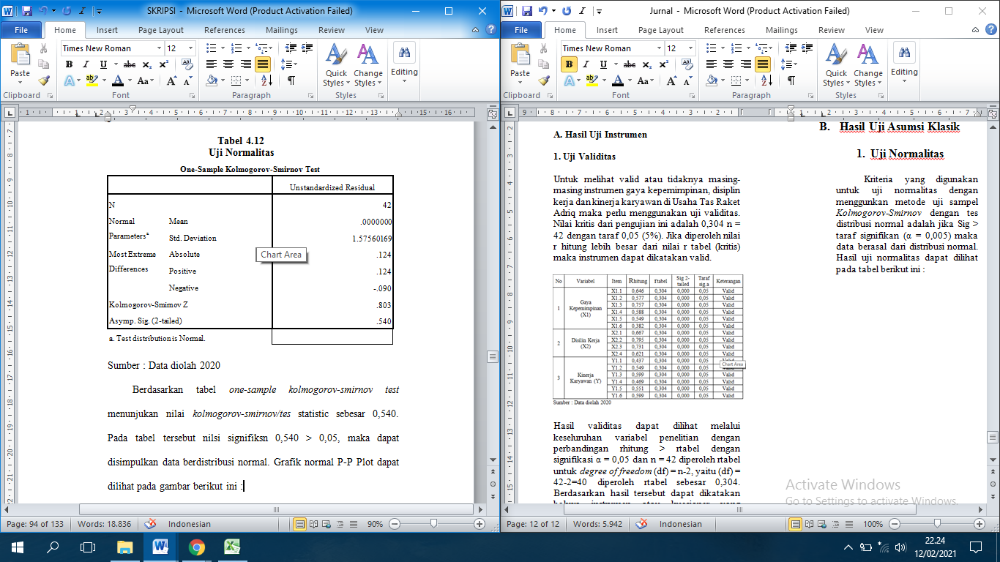 SKRIPSI - Microsoft Word (Product Activation Failed)
File Home Insert Page Layout References Mailings Review View
Times New Roman 12
Paste
Quick Styles
Change Styles
Editing
Clipboard Font Paragraph Styles
Tabel 4.12
Uji Normalitas
One-Sample Kolmogorov-Smirnov Test
Unstandardized Residual
N 42
Normal Parametersª Mean .0000000
Std. Deviation 1.57560169
Most Extreme Differences Absolute .124
Positive .124
Negative -.090
Kolmogorov-Smirnov Z .803
Asymp. Sig. (2-tailed) .540
a. Test distribution is Normal.
Chart Area
Sumber : Data diolah 2020
Berdasarkan tabel one-sample kolmogorov-smirnov test
menunjukan nilai kolmogorov-smirnov/tes statistic sebesar 0,540.
Pada tabel tersebut nilsi signifiksn 0,540 > 0,05, maka dapat
disimpulkan data berdistribusi normal. Grafik normal P-P Plot dapat
dilihat pada gambar berikut ini :
Page: 94 of 133 Words: 18.836 Indonesian 90%
Jurnal - Microsoft Word (Product Activation Failed)
File Home Insert Page Layout References Mailings Review View
Times New Roman 12
Paste
Quick Styles
Change Styles
Editing
Clipboard Font Paragraph Styles
A. Hasil Uji Instrumen
1. Uji Validitas
Untuk melihat valid atau tidaknya masing-
masing instrumen gaya kepemimpinan, disiplin
kerja dan kinerja karyawan di Usaha Tas Raket
Adriq maka perlu menggunakan uji validitas.
Nilai kritis dari pengujian ini adalah 0,304 n =
42 dengan taraf 0,05 (5%). Jika diperoleh nilai
r hitung lebih besar dari nilai r tabel (kritis)
maka instrumen dapat dikatakan valid.
No Variabel Item Rhitung rtabel Sig 2-tailed Taraf sig.a Keterangan
1 Gaya Kepemimpinan (X1) X1.1 0,646 0,304 0,000 0,05 Valid
X1.2 0,577 0,304 0,000 0,05 Valid
X1.3 0,757 0,304 0,000 0,05 Valid
X1.4 0,588 0,304 0,000 0,05 Valid
X1.5 0,549 0,304 0,000 0,05 Valid
X1.6 0,382 0,304 0,000 0,05 Valid
2 Disilin Kerja (X2) X2.1 0,667 0,304 0,000 0,05 Valid
X2.2 0,795 0,304 0,000 0,05 Valid
X2.3 0,731 0,304 0,000 0,05 Valid
X2.4 0,621 0,304 0,000 0,05 Valid
3 Kinerja Karyawan (Y) Y1.1 0,437 0,304 0,000 0,05
Y1.2 0,549 0,304 0,000 0,05 Valid
Y1.3 0,599 0,304 0,000 0,05 Valid
Y1.4 0,469 0,304 0,000 0,05 Valid
Y1.5 0,551 0,304 0,000 0,05 Valid
Y1.6 0,599 0,304 0,000 0,05 Valid
Chart Area
Sumber : Data diolah 2020
Hasil validitas dapat dilihat melalui
keseluruhan variabel penelitian dengan
perbandingan rhitung > rtabel dengan
signifikasi α = 0,05 dan n = 42 diperoleh rtabel
untuk degree of freedom (df) = n-2, yaitu (df) =
42-2=40 diperoleh rtabel sebesar 0,304.
Berdasarkan hasil tersebut dapat dikatakan
B. Hasil Uji Asumsi Klasik
1. Uji Normalitas
Kriteria yang digunakan
untuk uji normalitas dengan
menggunkan metode uji sampel
Kolmogorov-Smirnov dengan tes
distribusi normal adalah jika Sig >
taraf signifikan (α = 0,005) maka
data berasal dari distribusi normal.
Hasil uji normalitas dapat dilihat
pada tabel berikut ini :
Activate Windows
Go to Settings to activate Windows.
Page: 12 of 12 Words: 5.942 Indonesian 100%
22.24
12/02/2021